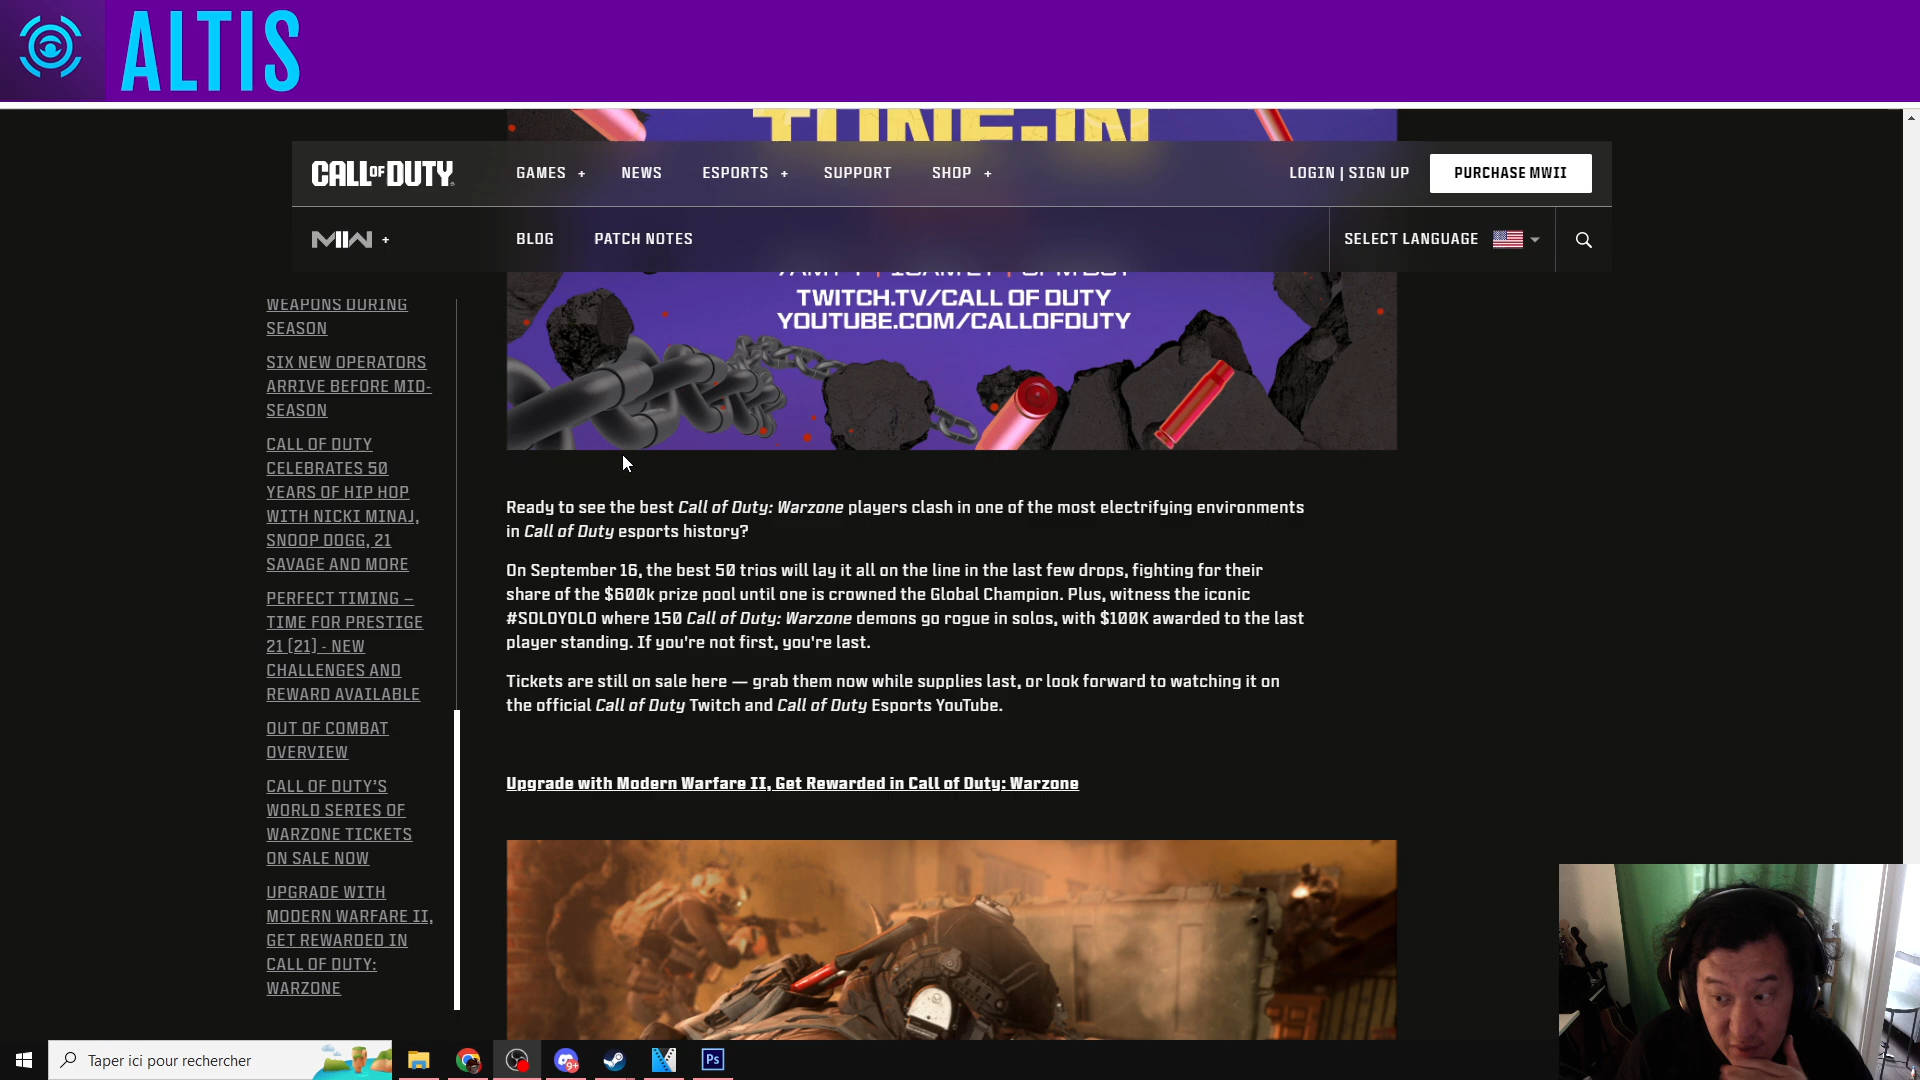 ALTIS
TUNE-IN
CALL OF DUTY
GAMES +
NEWS
ESPORTS +
SUPPORT
SHOP +
LOGIN | SIGN UP
PURCHASE MWII
MWII +
BLOG
PATCH NOTES
SELECT LANGUAGE
TWITCH.TV/CALL OF DUTY
YOUTUBE.COM/CALLOFDUTY
WEAPONS DURING
SEASON
SIX NEW OPERATORS
ARRIVE BEFORE MID-
SEASON
CALL OF DUTY
CELEBRATES 50
YEARS OF HIP HOP
WITH NICKI MINAJ,
SNOOP DOGG, 21
SAVAGE AND MORE
PERFECT TIMING –
TIME FOR PRESTIGE
21 [21] - NEW
CHALLENGES AND
REWARD AVAILABLE
OUT OF COMBAT
OVERVIEW
CALL OF DUTY’S
WORLD SERIES OF
WARZONE TICKETS
ON SALE NOW
UPGRADE WITH
MODERN WARFARE II,
GET REWARDED IN
CALL OF DUTY:
WARZONE
Ready to see the best Call of Duty: Warzone players clash in one of the most electrifying environments
in Call of Duty esports history?
On September 16, the best 50 trios will lay it all on the line in the last few drops, fighting for their
share of the $600k prize pool until one is crowned the Global Champion. Plus, witness the iconic
#SOLOYOLO where 150 Call of Duty: Warzone demons go rogue in solos, with $100K awarded to the last
player standing. If you're not first, you're last.
Tickets are still on sale here — grab them now while supplies last, or look forward to watching it on
the official Call of Duty Twitch and Call of Duty Esports YouTube.
Upgrade with Modern Warfare II, Get Rewarded in Call of Duty: Warzone
Taper ici pour rechercher
9+
Ps